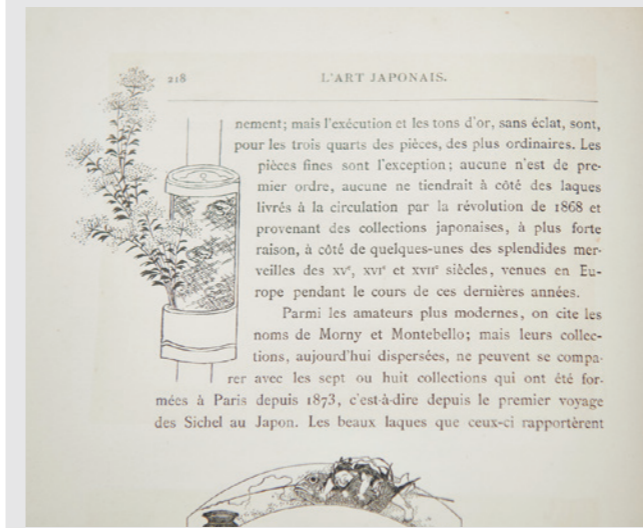 218
L'ART JAPONAIS.
nement; mais l'exécution et les tons d'or, sans éclat, sont,
pour les trois quarts des pièces, des plus ordinaires. Les
pièces fines sont l'exception; aucune n'est de pre-
mier ordre, aucune ne tiendrait à côté des laques
livrés à la circulation par la révolution de 1868 et
provenant des collections japonaises, à plus forte
raison, à côté de quelques-unes des splendides mer-
veilles des XVᵉ, XVIᵉ et XVIIᵉ siècles, venues en Eu-
rope pendant le cours de ces dernières années.
Parmi les amateurs plus modernes, on cite les
noms de Morny et Montebello; mais leurs collec-
tions, aujourd'hui dispersées, ne peuvent se compa-
rer avec les sept ou huit collections qui ont été for-
mées à Paris depuis 1873, c'est-à-dire depuis le premier voyage
des Sichel au Japon. Les beaux laques que ceux-ci rapportèrent